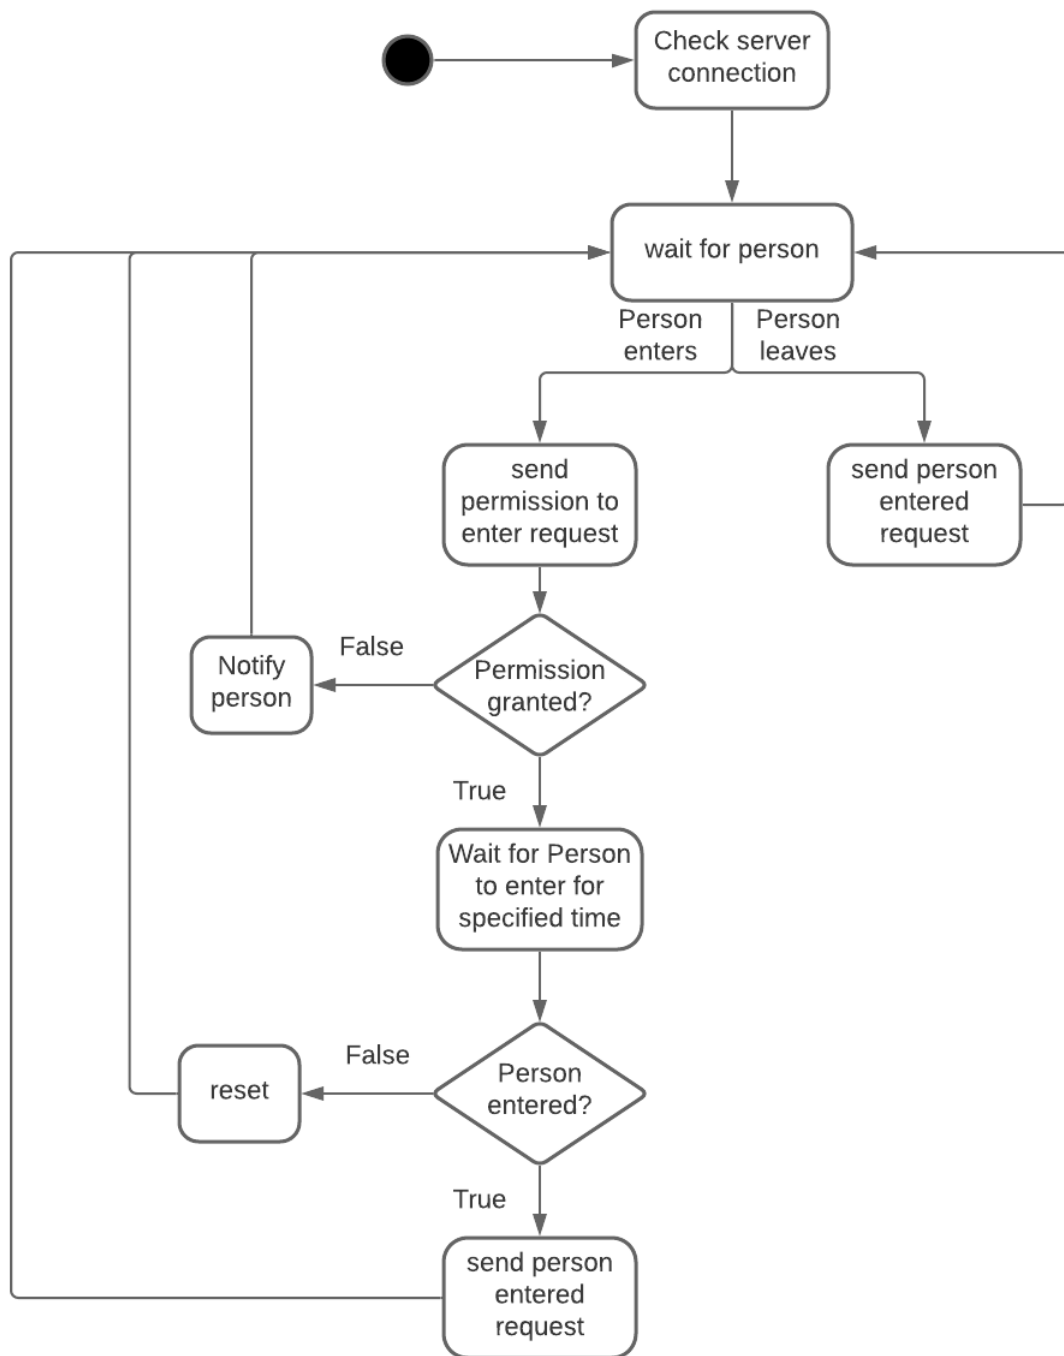 Check server
connection
wait for person
Person
enters
Person
leaves
send
permission to
enter request
send person
entered
request
Permission
granted?
False
Notify
person
True
Wait for Person
to enter for
specified time
Person
entered?
False
reset
True
send person
entered
request